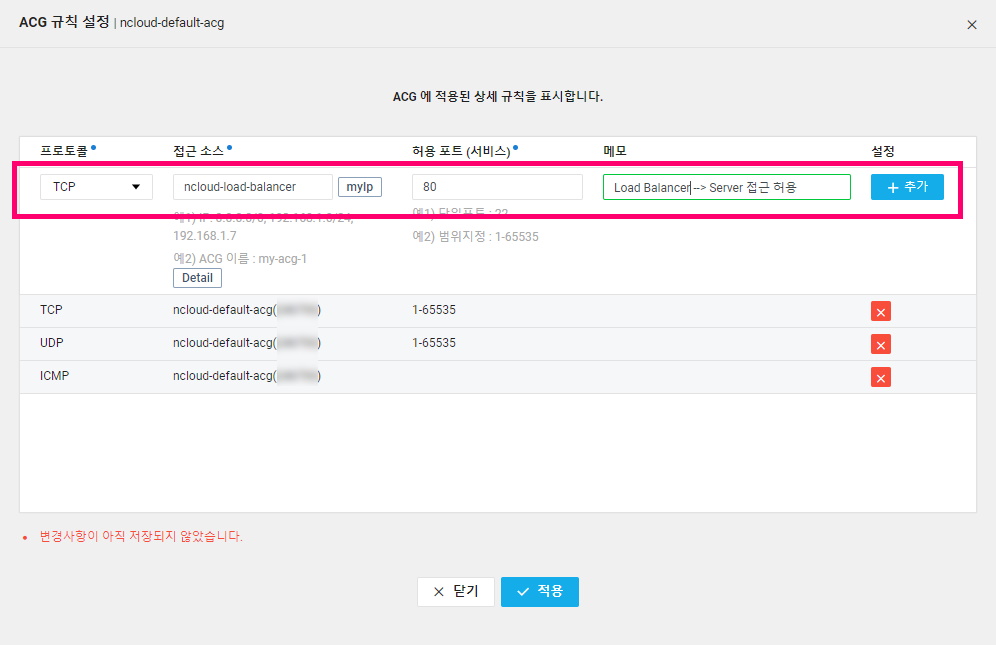 ACG 규칙 설정 | ncloud-default-acg
ACG 에 적용된 상세 규칙을 표시합니다.
프로토콜 접근 소스 허용 포트 (서비스) 메모 설정
TCP ncloud-load-balancer myIp 80 Load Balancer--> Server 접근 허용 + 추가
예1) IP : 0.0.0.0/0, 192.168.1.0/24, 예1) 단일포트 : 22
192.168.1.7 예2) 범위지정 : 1-65535
예2) ACG 이름 : my-acg-1
Detail
TCP ncloud-default-acg( ) 1-65535
UDP ncloud-default-acg( ) 1-65535
ICMP ncloud-default-acg( )
변경사항이 아직 저장되지 않았습니다.
닫기 적용